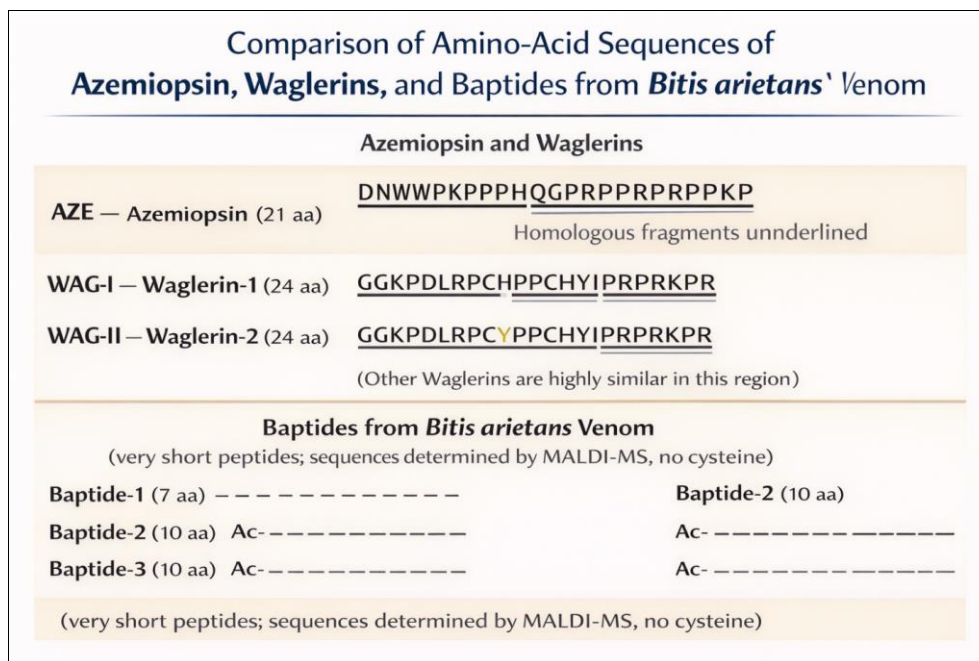 Comparison of Amino-Acid Sequences of
Azemiopsin, Waglerins, and Baptides from Bitis arietans' Venom
Azemiopsin and Waglerins
AZE — Azemiopsin (21 aa) DNWWPKPPPHQGPRPPRPRPPKP
Homologous fragments unnderlined
WAG-I — Waglerin-1 (24 aa) GGKPDLRPCHPPCHYIPRPRKPR
WAG-II — Waglerin-2 (24 aa) GGKPDLRPCYPPCHYIPRPRKPR
(Other Waglerins are highly similar in this region)
Baptides from Bitis arietans Venom
(very short peptides; sequences determined by MALDI-MS, no cysteine)
Baptide-1 (7 aa) – – – – – – – – – – – – Baptide-2 (10 aa)
Baptide-2 (10 aa) Ac- – – – – – – – – – – Ac- – – – – – – – – – – – –
Baptide-3 (10 aa) Ac- – – – – – – – – – – Ac- – – – – – – – – – – – –
(very short peptides; sequences determined by MALDI-MS, no cysteine)